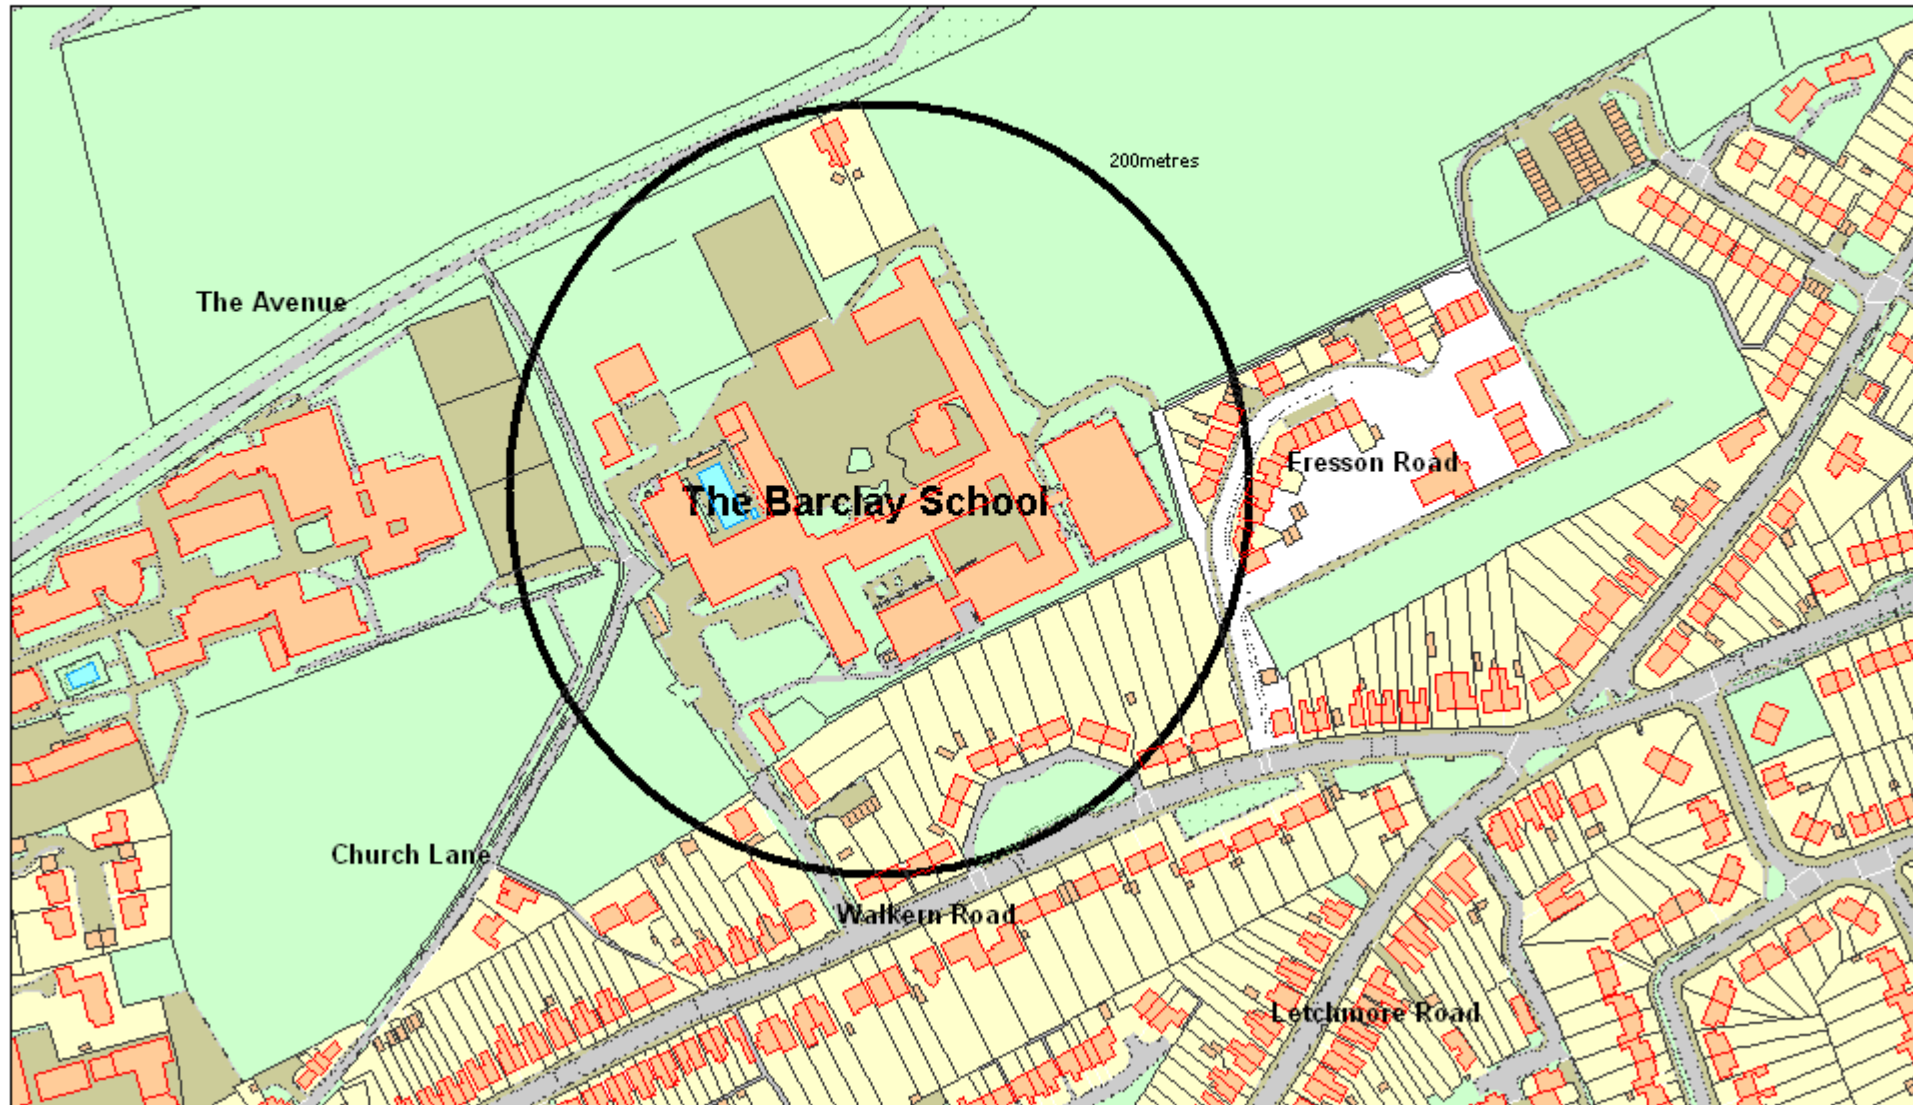 200metres
The Avenue
Fresson Road
The Barclay School
Church Lane
Walkern Road
Letchmore Road